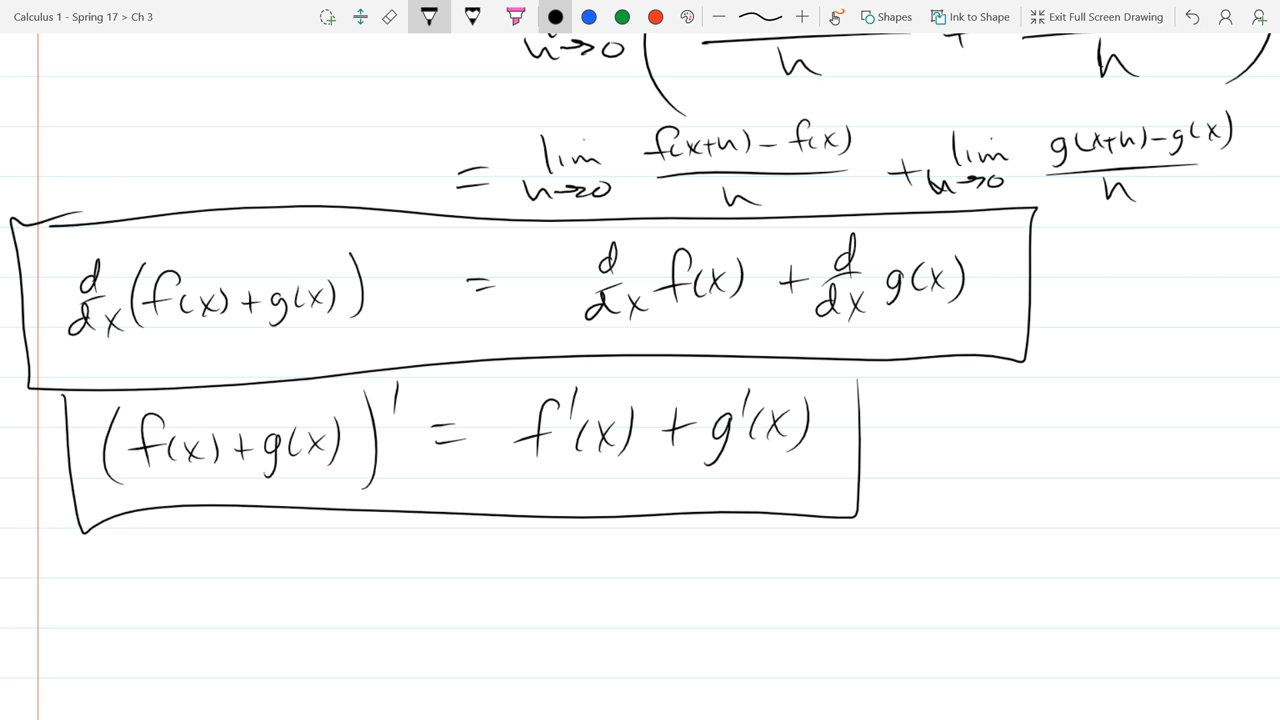 Calculus 1 - Spring 17 > Ch 3 Shapes Ink to Shape Exit Full Screen Drawing
h→0 ( /h + /h )
= lim h→0 (f(x+h) - f(x))/h + lim h→0 (g(x+h) - g(x))/h
d/dx (f(x) + g(x)) = d/dx f(x) + d/dx g(x)
(f(x) + g(x))' = f'(x) + g'(x)